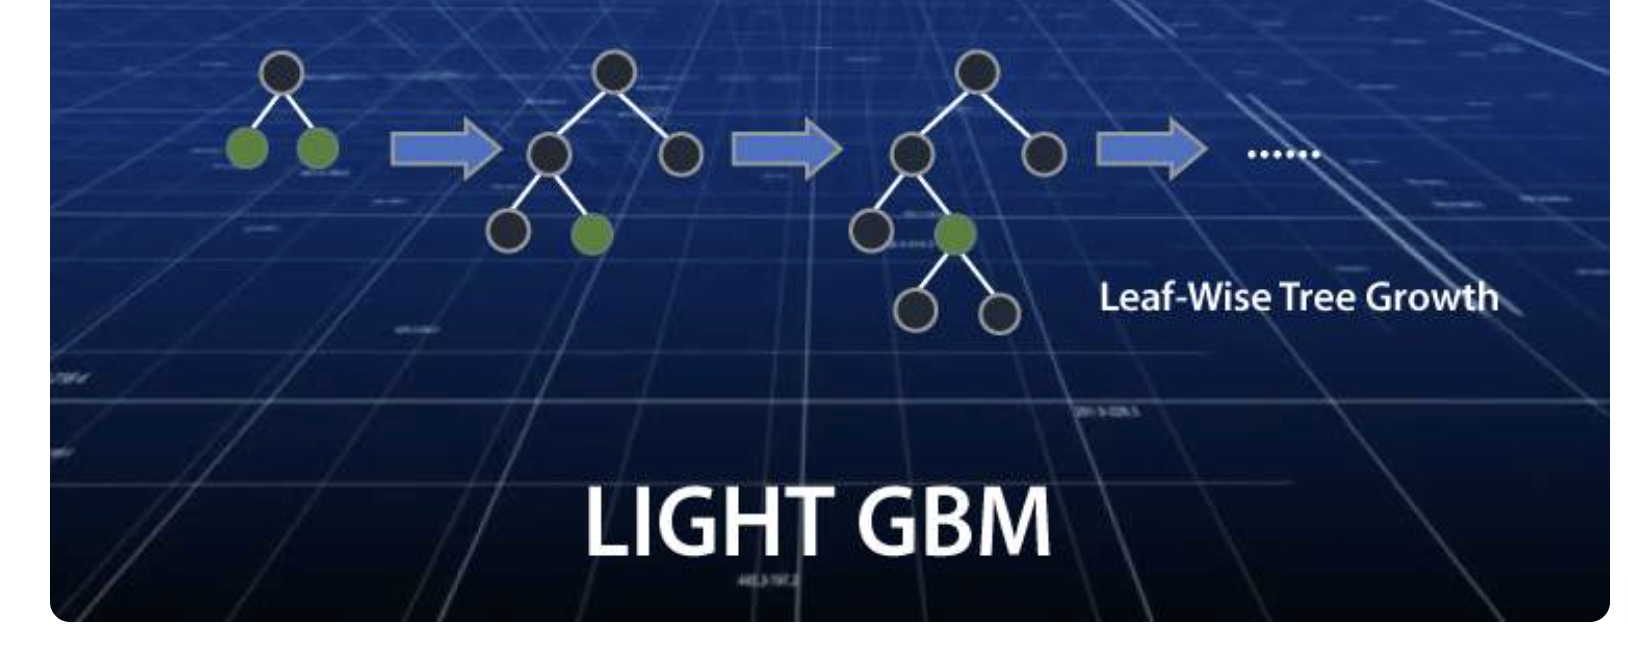 ......
Leaf-Wise Tree Growth
LIGHT GBM